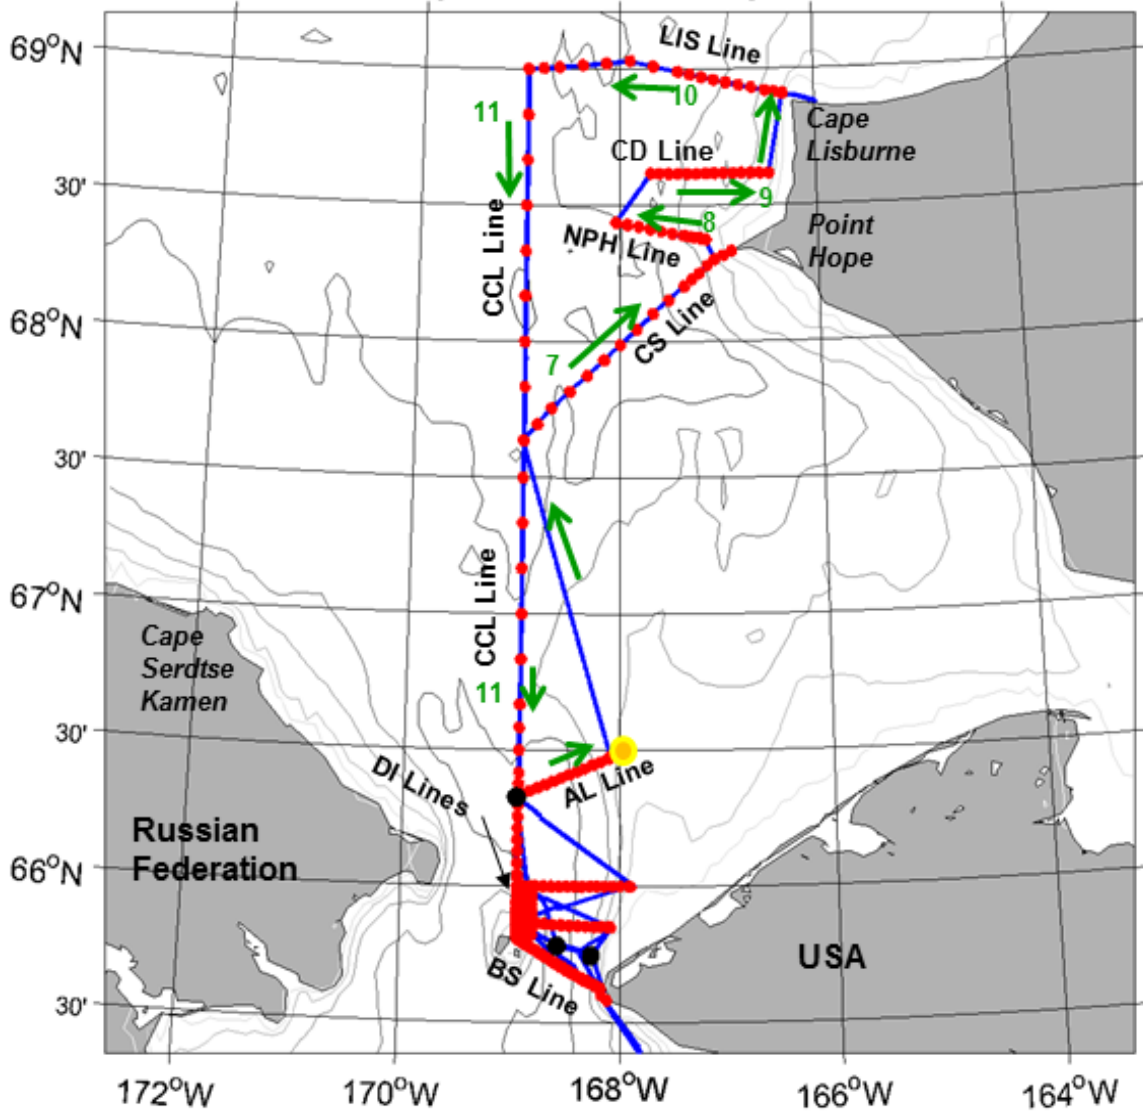 69°N
LIS Line
10
11
Cape
Lisburne
CD Line
30'
9
8
CCL Line
NPH Line
Point
Hope
68°N
CS Line
7
30'
CCL Line
67°N
Cape
Serdtse
Kamen
11
30'
DI Lines
AL Line
Russian
Federation
66°N
USA
BS Line
30'
172°W
170°W
168°W
166°W
164°W